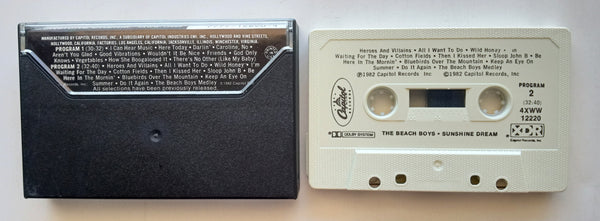 MANUFACTURED BY CAPITOL RECORDS, INC., A SUBSIDIARY OF CAPITOL INDUSTRIES-EMI, INC., HOLLYWOOD AND VINE STREETS,
HOLLYWOOD, CALIFORNIA. FACTORIES: LOS ANGELES, CALIFORNIA, JACKSONVILLE, ILLINOIS, WINCHESTER, VIRGINIA.
PROGRAM 1 (30:32) • I Can Hear Music • Here Today • Darlin' • Caroline, No •
Aren't You Glad • Good Vibrations • Wouldn't It Be Nice • Friends • God Only
Knows • Vegetables • How She Boogalooed It • There's No Other (Like My Baby)
PROGRAM 2 (32:40) Heroes And Villains • All I Want To Do • Wild Honey • I'm
Waiting For The Day • Cotton Fields • Then I Kissed Her • Sloop John B • Be
Here In The Mornin' • Bluebirds Over The Mountain • Keep An Eye On
Summer • Do It Again • The Beach Boys Medley
All selections have been previously released.
Heroes And Villains • All I Want To Do • Wild Honey • I'm
Waiting For The Day • Cotton Fields • Then I Kissed Her • Sloop John B • Be
Here In The Mornin' • Bluebirds Over The Mountain • Keep An Eye On
Summer • Do It Again • The Beach Boys Medley
℗1982 Capitol Records Inc ©1982 Capitol Records, Inc
Capitol
PROGRAM
2
(32:40)
4XWW
12220
DOLBY SYSTEM
THE BEACH BOYS • SUNSHINE DREAM
XDR
Capitol Records, Inc.